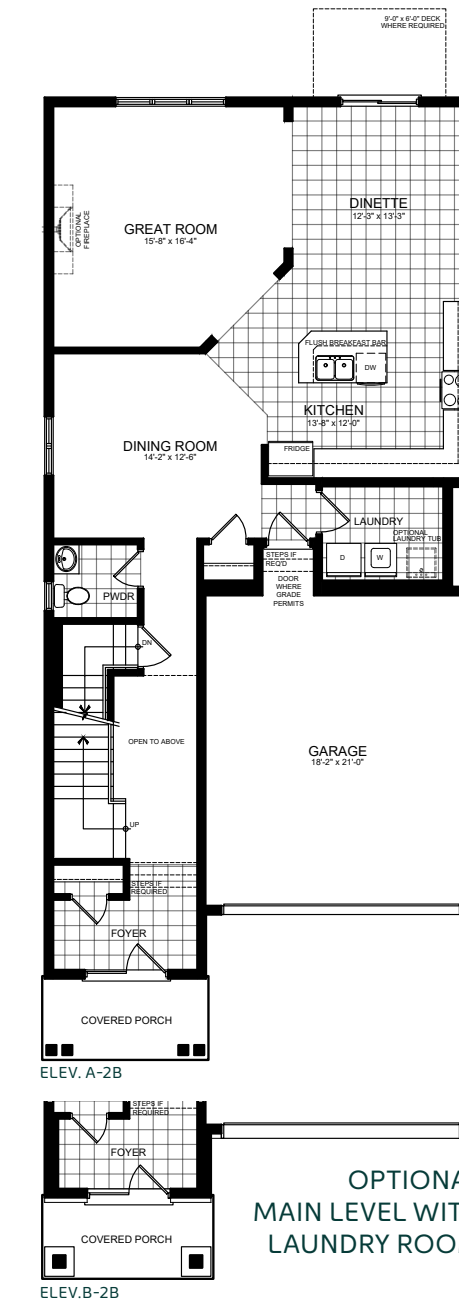 9'-0" x 6'-0" DECK
WHERE REQUIRED
DINETTE
12'-3" x 13'-3"
GREAT ROOM
15'-8" x 16'-4"
OPTIONAL
FIREPLACE
FLUSH BREAKFAST BAR
DW
KITCHEN
13'-8" x 12'-0"
DINING ROOM
14'-2" x 12'-6"
FRIDGE
LAUNDRY
OPTIONAL
LAUNDRY TUB
D
W
STEPS IF
REQ'D
DOOR
WHERE
GRADE
PERMITS
PWDR
DN
OPEN TO ABOVE
GARAGE
18'-2" x 21'-0"
UP
STEPS IF
REQUIRED
FOYER
COVERED PORCH
ELEV. A-2B
STEPS IF
REQUIRED
FOYER
COVERED PORCH
ELEV.B-2B
OPTIONA
MAIN LEVEL WIT
LAUNDRY ROO